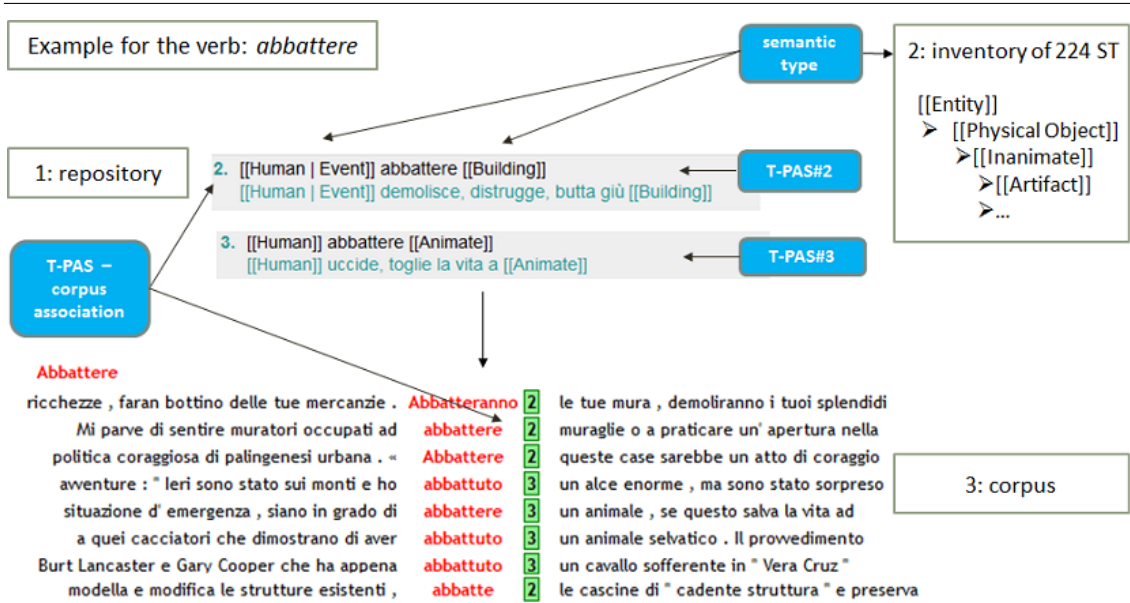 Example for the verb: abbattere
semantic
type
2: inventory of 224 ST
[[Entity]]
➢ [[Physical Object]]
➢[[Inanimate]]
➢[[Artifact]]
➢...
1: repository
2. [[Human | Event]] abbattere [[Building]]
[[Human | Event]] demolisce, distrugge, butta giù [[Building]]
T-PAS#2
3. [[Human]] abbattere [[Animate]]
[[Human]] uccide, toglie la vita a [[Animate]]
T-PAS#3
T-PAS –
corpus
association
Abbattere
ricchezze , faran bottino delle tue mercanzie . Abbatteranno 2 le tue mura , demoliranno i tuoi splendidi
Mi parve di sentire muratori occupati ad abbattere 2 muraglie o a praticare un' apertura nella
politica coraggiosa di palingenesi urbana . « Abbattere 2 queste case sarebbe un atto di coraggio
avventure : " Ieri sono stato sui monti e ho abbattuto 3 un alce enorme , ma sono stato sorpreso
situazione d' emergenza , siano in grado di abbattere 3 un animale , se questo salva la vita ad
a quei cacciatori che dimostrano di aver abbattuto 3 un animale selvatico . Il provvedimento
Burt Lancaster e Gary Cooper che ha appena abbattuto 3 un cavallo sofferente in " Vera Cruz "
modella e modifica le strutture esistenti , abbatte 2 le cascine di " cadente struttura " e preserva
3: corpus